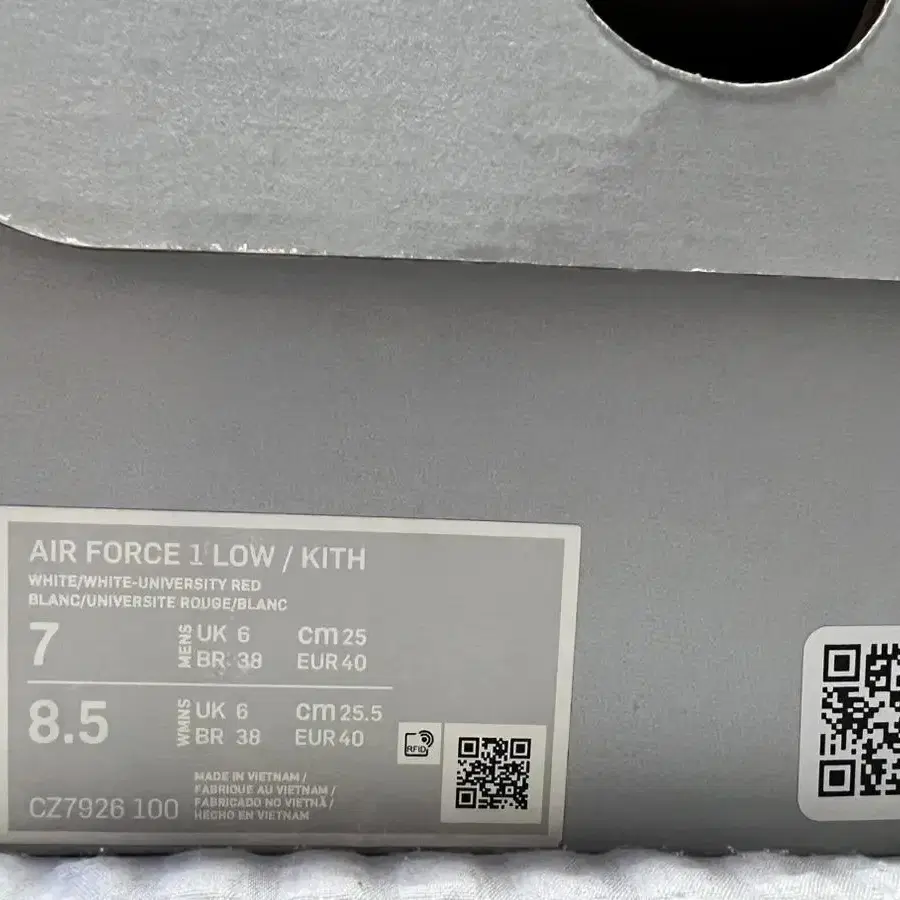 AIR FORCE 1 LOW / KITH
WHITE/WHITE-UNIVERSITY RED
BLANC/UNIVERSITE ROUGE/BLANC
7 MENS UK 6 cm 25
BR 38 EUR 40
8.5 WMNS UK 6 cm 25.5
BR 38 EUR 40
RFID
MADE IN VIETNAM /
FABRIQUE AU VIETNAM /
FABRICADO NO VIETNÃ /
HECHO EN VIETNAM
CZ7926 100